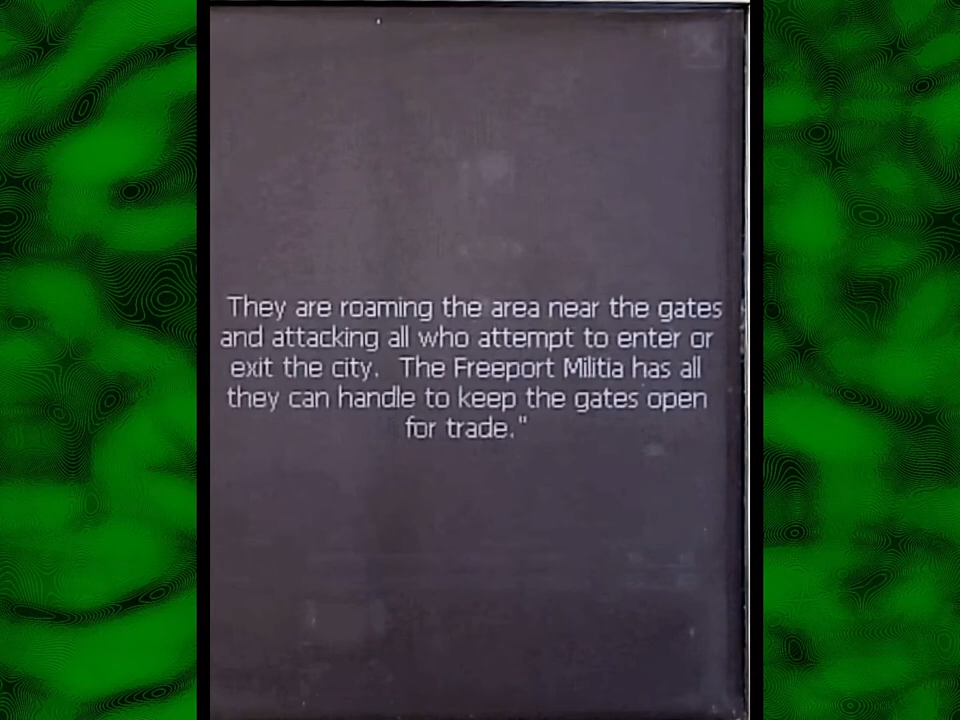 They are roaming the area near the gates
and attacking all who attempt to enter or
exit the city. The Freeport Militia has all
they can handle to keep the gates open
for trade."